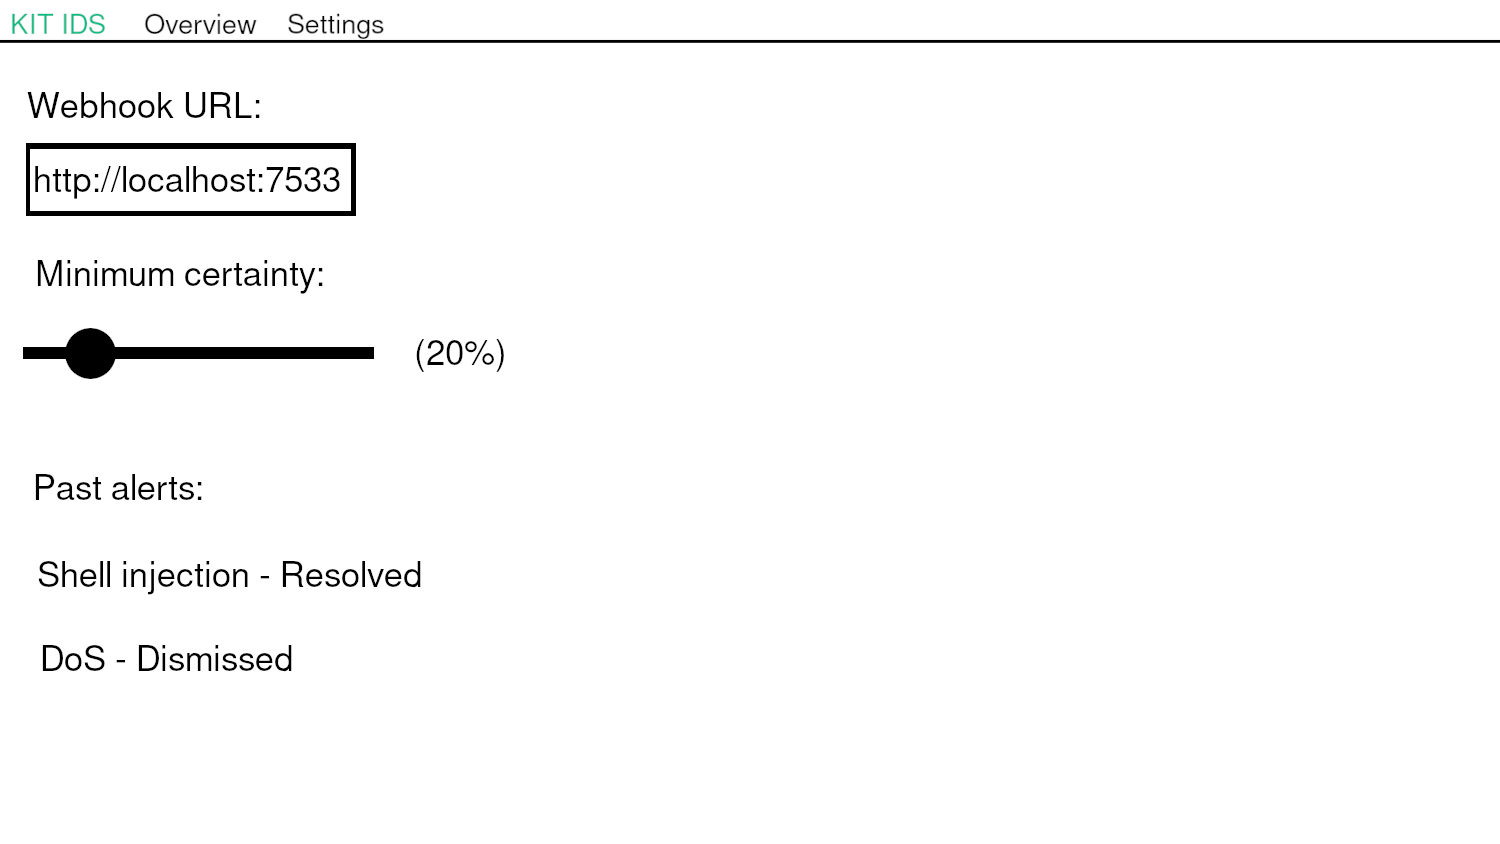 KIT IDS Overview Settings
Webhook URL:
http://localhost:7533
Minimum certainty:
(20%)
Past alerts:
Shell injection - Resolved
DoS - Dismissed